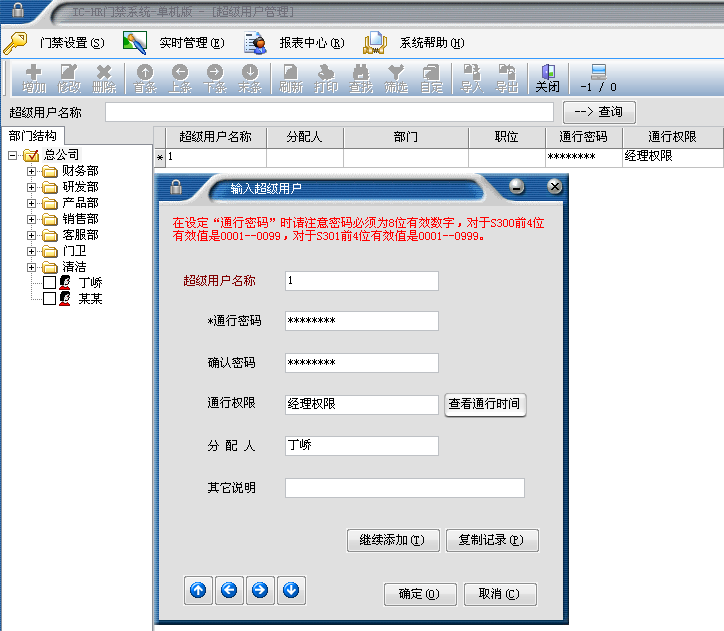 IC-HR门禁系统-单机版 - [超级用户管理]
门禁设置(S) 实时管理(E) 报表中心(R) 系统帮助(H)
增加 修改 删除 首条 上条 下条 末条 刷新 打印 查找 筛选 自定 导入 导出 关闭 -1 / 0
超级用户名称 --> 查询
部门结构
总公司
财务部
研发部
产品部
销售部
客服部
门卫
清洁
丁峤
某某
超级用户名称 分配人 部门 职位 通行密码 通行权限
* 1 ******** 经理权限
输入超级用户
在设定“通行密码”时请注意密码必须为8位有效数字，对于S300前4位
有效值是0001--0099，对于S301前4位有效值是0001--0999。
超级用户名称 1
*通行密码 ********
确认密码 ********
通行权限 经理权限 查看通行时间
分 配 人 丁峤
其它说明
继续添加(T) 复制记录(P)
确定(O) 取消(C)